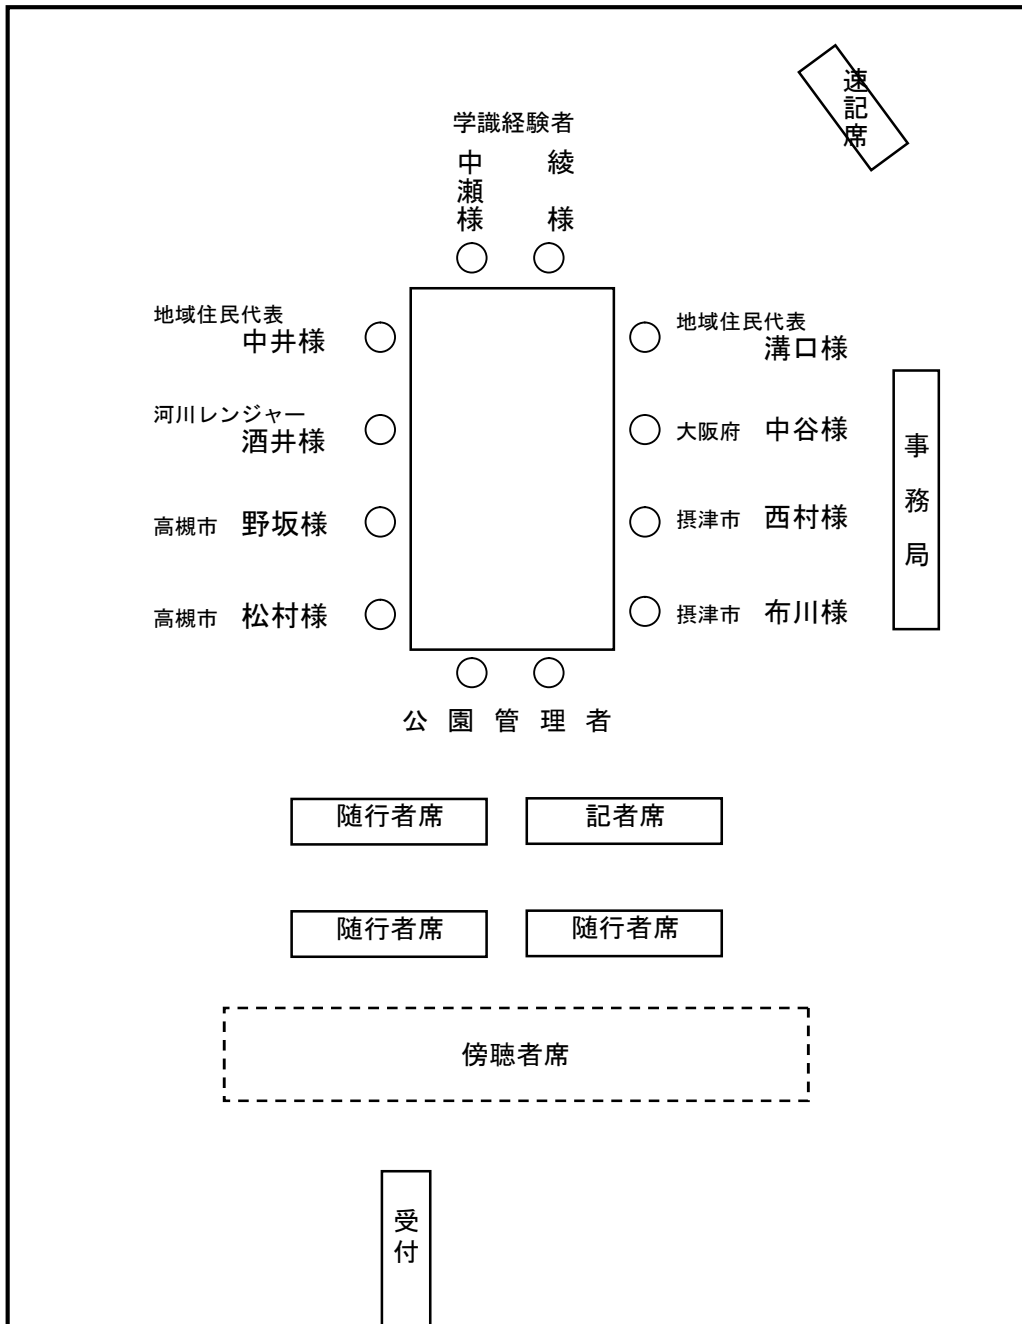 速記席
学識経験者
中瀬様
綾　様
地域住民代表
中井様
地域住民代表
溝口様
河川レンジャー
酒井様
大阪府　中谷様
高槻市　野坂様
摂津市　西村様
高槻市　松村様
摂津市　布川様
事務局
公園管理者
随行者席
記者席
随行者席
随行者席
傍聴者席
受付